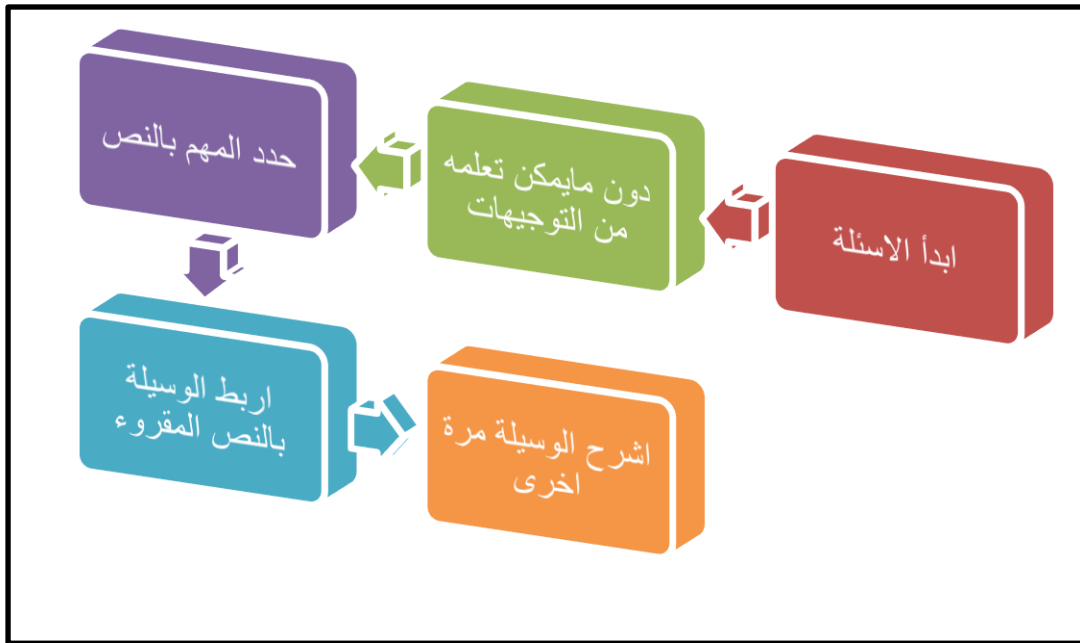 ابدأ الاسئلة
دون مايمكن تعلمه
من التوجيهات
حدد المهم بالنص
اربط الوسيلة
بالنص المقروء
اشرح الوسيلة مرة
اخرى